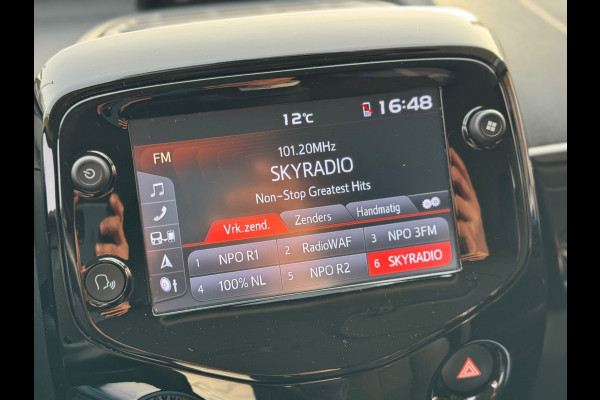 12°C 16:48
FM 101.20MHz
SKYRADIO
Non-Stop Greatest Hits
Vrk.zend. Zenders Handmatig
1 NPO R1 2 RadioWAF 3 NPO 3FM
4 100% NL 5 NPO R2 6 SKYRADIO